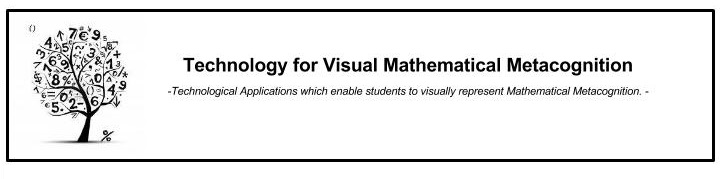 Technology for Visual Mathematical Metacognition
-Technological Applications which enable students to visually represent Mathematical Metacognition. -